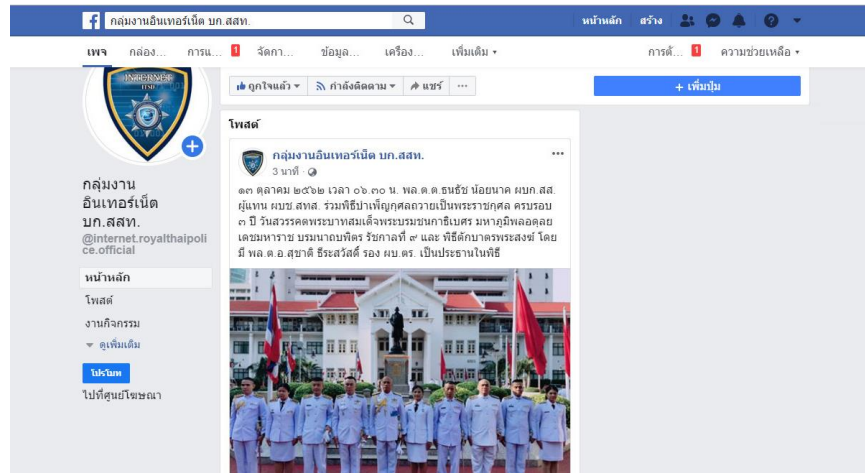 กลุ่มงานอินเทอร์เน็ต บก.สสท.
หน้าหลัก สร้าง
เพจ กล่อง... การแ... 1 จัดกา... ข้อมูล... เครื่อง... เพิ่มเติม การตั้... 1 ความช่วยเหลือ
INTERNET
ITSD
ถูกใจแล้ว กำลังติดตาม แชร์ ...
+ เพิ่มปุ่ม
กลุ่มงาน
อินเทอร์เน็ต
บก.สสท.
@internet.royalthaipoli
ce.official
หน้าหลัก
โพสต์
งานกิจกรรม
ดูเพิ่มเติม
โปรโมท
ไปที่ศูนย์โฆษณา
โพสต์
กลุ่มงานอินเทอร์เน็ต บก.สสท.
3 นาที ·
๑๓ ตุลาคม ๒๕๖๒ เวลา ๐๖.๓๐ น. พล.ต.ต.ธนธัช น้อยนาค ผบก.สส.
ผู้แทน ผบช.สทส. ร่วมพิธีบำเพ็ญกุศลถวายเป็นพระราชกุศล ครบรอบ
๓ ปี วันสวรรคตพระบาทสมเด็จพระบรมชนกาธิเบศร มหาภูมิพลอดุลย
เดชมหาราช บรมนาถบพิตร รัชกาลที่ ๙ และ พิธีตักบาตรพระสงฆ์ โดย
มี พล.ต.อ.สุชาติ ธีระสวัสดิ์ รอง ผบ.ตร. เป็นประธานในพิธี